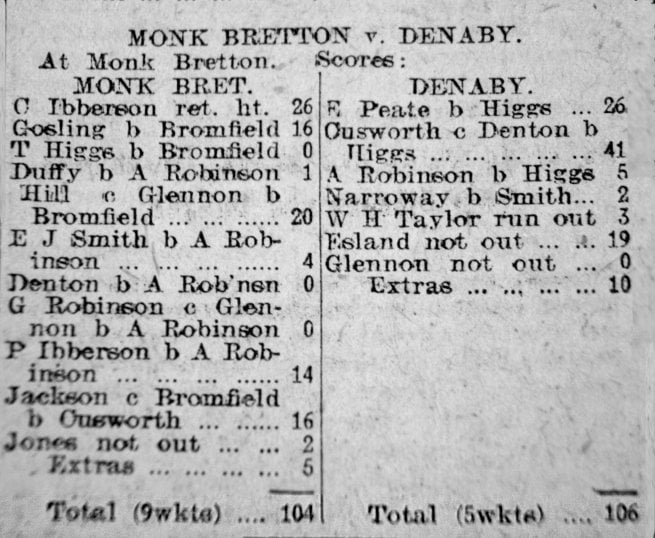 MONK BRETTON v. DENABY.
At Monk Bretton. Scores:
MONK BRET.
C Ibberson ret. ht. 26
Gosling b Bromfield 16
T Higgs b Bromfield 0
Duffy b A Robinson 1
Hill c Glennon b
Bromfield ... ... ...... 20
E J Smith b A Rob-
inson ... ... ... ...... 4
Denton b A Rob'nsn 0
G Robinson c Glen-
non b A Robinson 0
P Ibberson b A Rob-
inson ... ... ... ...... 14
Jackson c Bromfield
b Cusworth ... ...... 16
Jones not out ... ... 2
Extras ... ... ... ... 5
Total (9wkts) .... 104
DENABY.
E Peate b Higgs ... 26
Cusworth c Denton b
Higgs ... ... ... ... ... 41
A Robinson b Higgs 5
Narroway b Smith... 2
W H Taylor run out 3
Esland not out ... ... 19
Glennon not out ... 0
Extras ... ... ... ... 10
Total (5wkts) .... 106